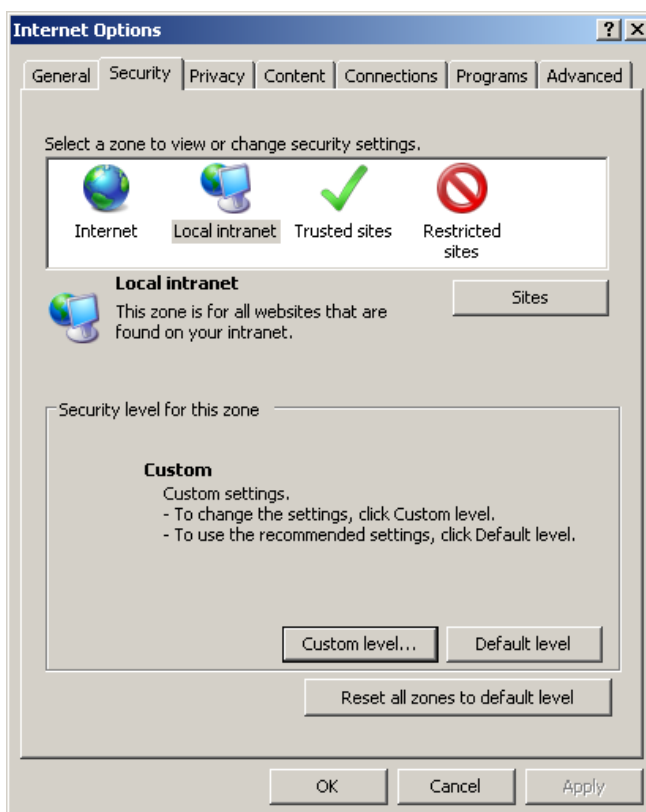 Internet Options
General Security Privacy Content Connections Programs Advanced
Select a zone to view or change security settings.
Internet Local intranet Trusted sites Restricted
sites
Local intranet
Sites
This zone is for all websites that are
found on your intranet.
Security level for this zone
Custom
Custom settings.
- To change the settings, click Custom level.
- To use the recommended settings, click Default level.
Custom level... Default level
Reset all zones to default level
OK Cancel Apply